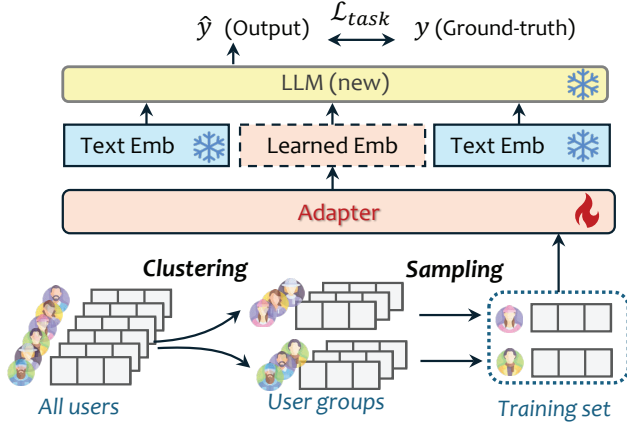 ŷ (Output) ℒ_task y (Ground-truth)
LLM (new)
Text Emb Learned Emb Text Emb
Adapter
Clustering Sampling
All users User groups Training set